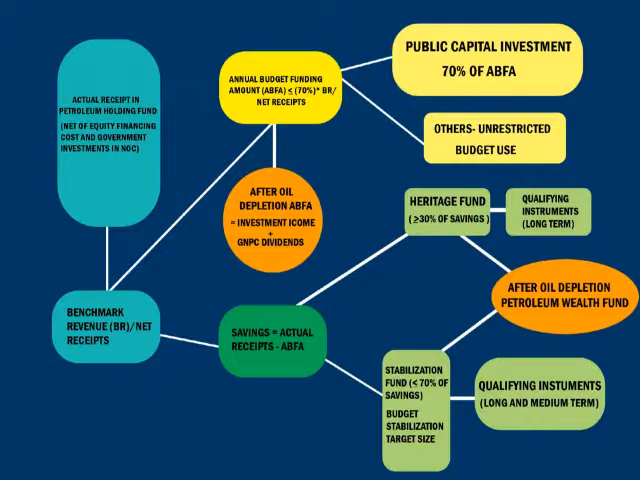 ACTUAL RECEIPT IN
PETROLEUM HOLDING FUND
(NET OF EQUITY FINANCING
COST AND GOVERNMENT
INVESTMENTS IN NOC)
BENCHMARK
REVENUE (BR)/NET
RECEIPTS
ANNUAL BUDGET FUNDING
AMOUNT (ABFA) ≤ (70%)* BR/
NET RECEIPTS
AFTER OIL
DEPLETION ABFA
= INVESTMENT ICOME
+
GNPC DIVIDENDS
SAVINGS = ACTUAL
RECEIPTS - ABFA
PUBLIC CAPITAL INVESTMENT
70% OF ABFA
OTHERS- UNRESTRICTED
BUDGET USE
HERITAGE FUND
( ≥30% OF SAVINGS )
QUALIFYING
INSTRUMENTS
(LONG TERM)
AFTER OIL DEPLETION
PETROLEUM WEALTH FUND
STABILIZATION
FUND (≤ 70% OF
SAVINGS)
BUDGET
STABILIZATION
TARGET SIZE
QUALIFYING INSTUMENTS
(LONG AND MEDIUM TERM)